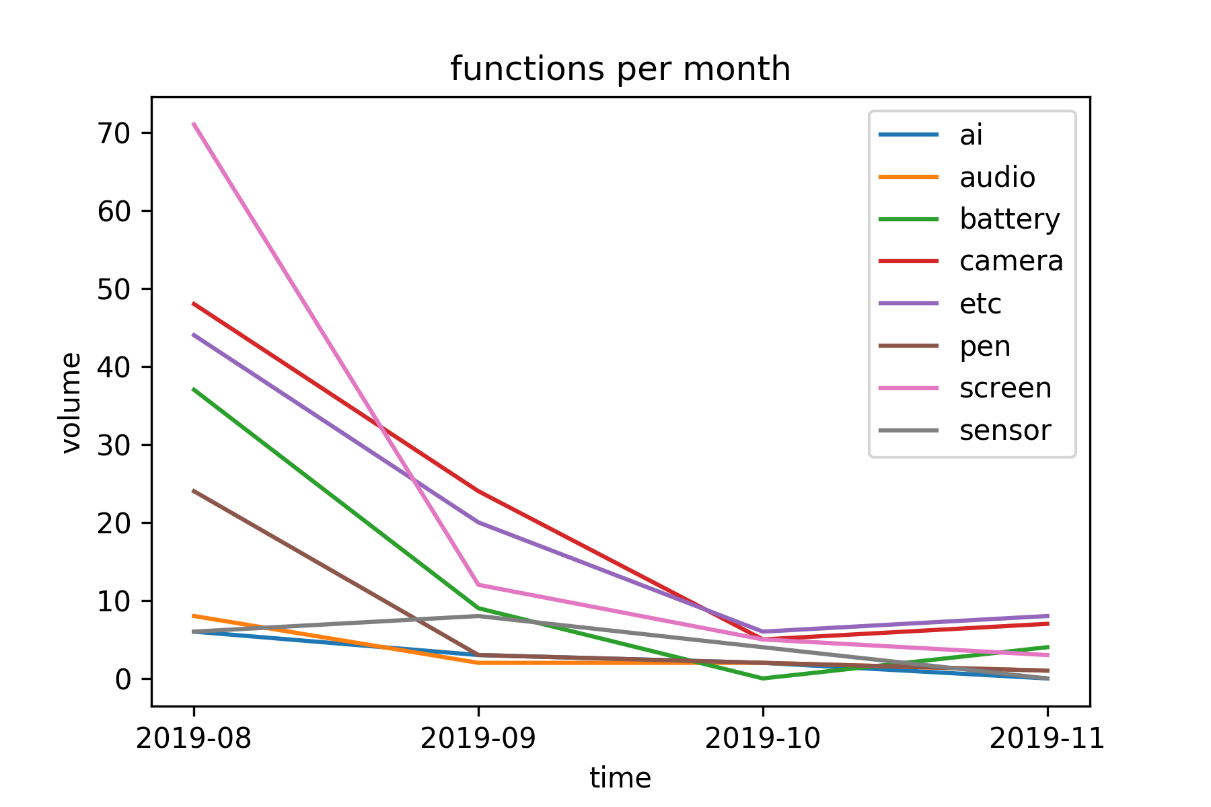 functions per month
volume
70
60
50
40
30
20
10
0
ai
audio
battery
camera
etc
pen
screen
sensor
2019-08 2019-09 2019-10 2019-11
time